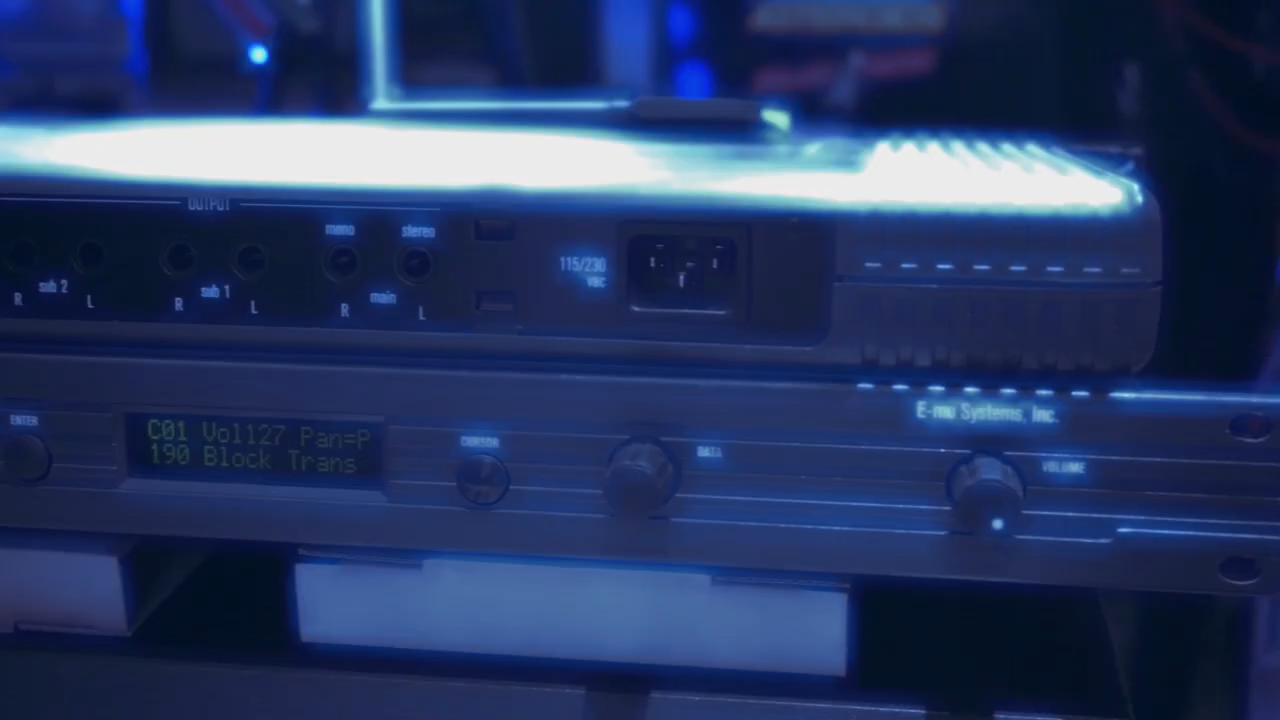 OUTPUT
mono stereo
R sub 2 L R sub 1 L R main L
115/230
vac
E-mu Systems, Inc.
ENTER
C01 Vol127 Pan=P
190 Block Trans
CURSOR
DATA
VOLUME